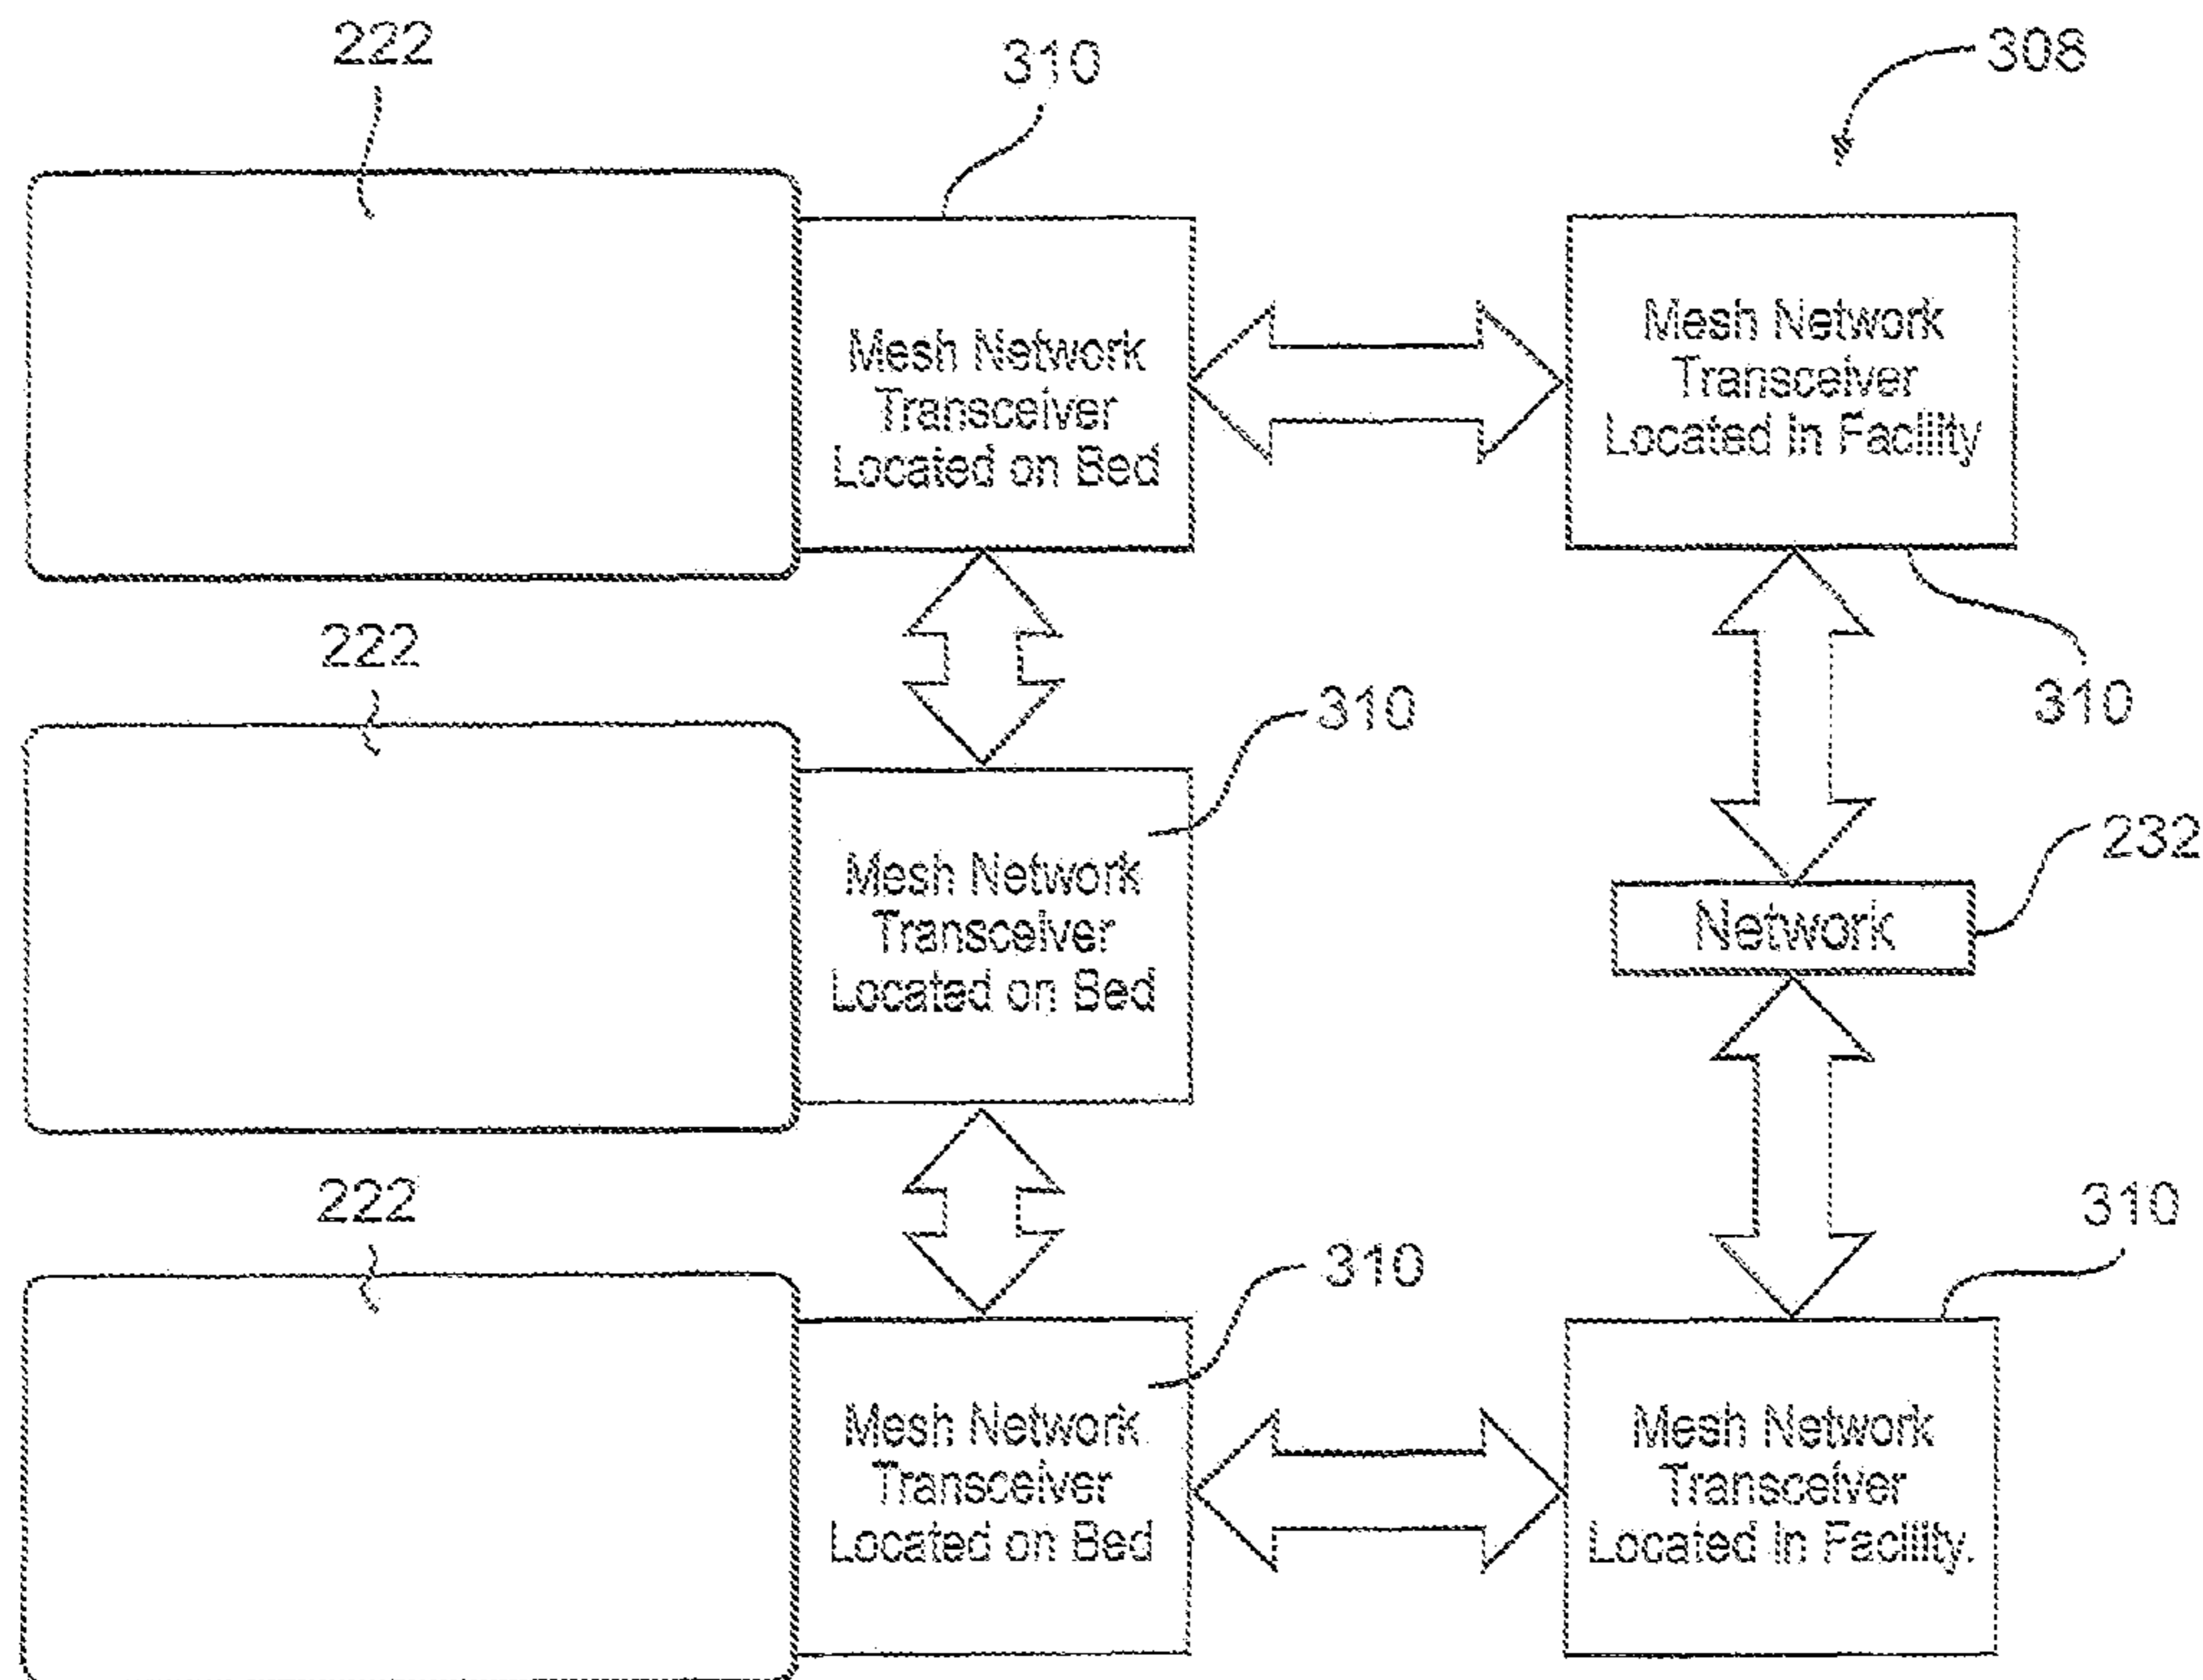 222
310
308
Mesh Network
Transceiver
Located on Bed
Mesh Network
Transceiver
Located in Facility
222
310
310
Mesh Network
Transceiver
Located on Bed
232
Network
222
310
310
Mesh Network
Transceiver
Located on Bed
Mesh Network
Transceiver
Located in Facility.